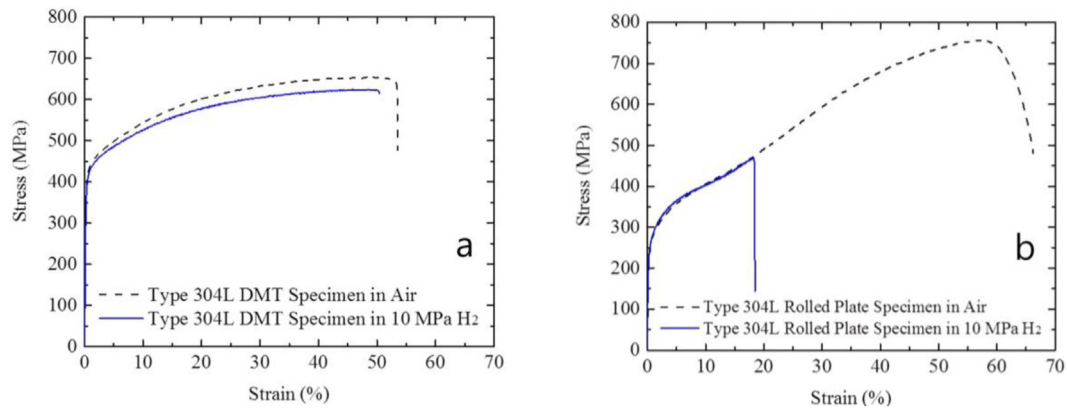 800
700
600
500
400
300
200
100
0
Stress (MPa)
a
Type 304L DMT Specimen in Air
Type 304L DMT Specimen in 10 MPa H2
0 10 20 30 40 50 60 70
Strain (%)
800
700
600
500
400
300
200
100
0
Stress (MPa)
b
Type 304L Rolled Plate Specimen in Air
Type 304L Rolled Plate Specimen in 10 MPa H2
0 10 20 30 40 50 60 70
Strain (%)